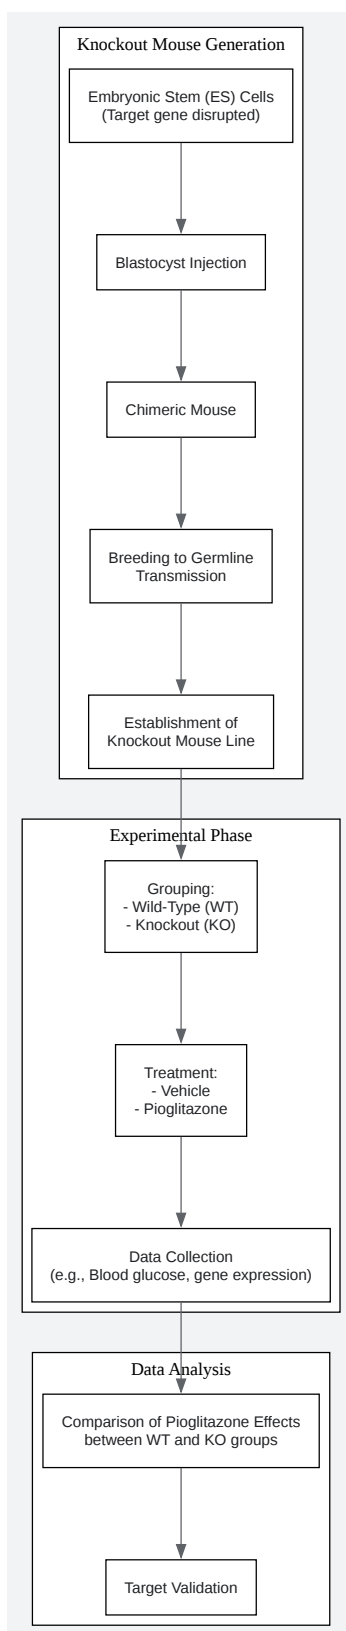 Knockout Mouse Generation
Embryonic Stem (ES) Cells
(Target gene disrupted)
Blastocyst Injection
Chimeric Mouse
Breeding to Germline
Transmission
Establishment of
Knockout Mouse Line
Experimental Phase
Grouping:
- Wild-Type (WT)
- Knockout (KO)
Treatment:
- Vehicle
- Pioglitazone
Data Collection
(e.g., Blood glucose, gene expression)
Data Analysis
Comparison of Pioglitazone Effects
between WT and KO groups
Target Validation